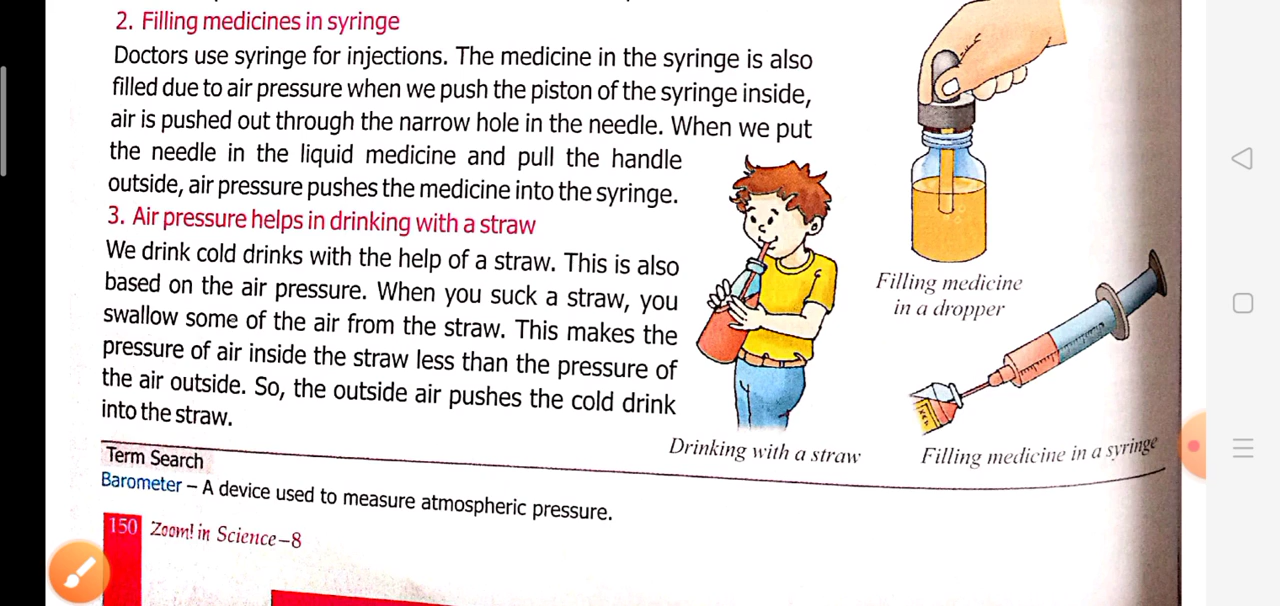 2. Filling medicines in syringe
Doctors use syringe for injections. The medicine in the syringe is also
filled due to air pressure when we push the piston of the syringe inside,
air is pushed out through the narrow hole in the needle. When we put
the needle in the liquid medicine and pull the handle
outside, air pressure pushes the medicine into the syringe.
3. Air pressure helps in drinking with a straw
We drink cold drinks with the help of a straw. This is also
based on the air pressure. When you suck a straw, you
swallow some of the air from the straw. This makes the
pressure of air inside the straw less than the pressure of
the air outside. So, the outside air pushes the cold drink
into the straw.
Filling medicine
in a dropper
Drinking with a straw
Filling medicine in a syringe
Term Search
Barometer – A device used to measure atmospheric pressure.
150 Zoom! in Science–8